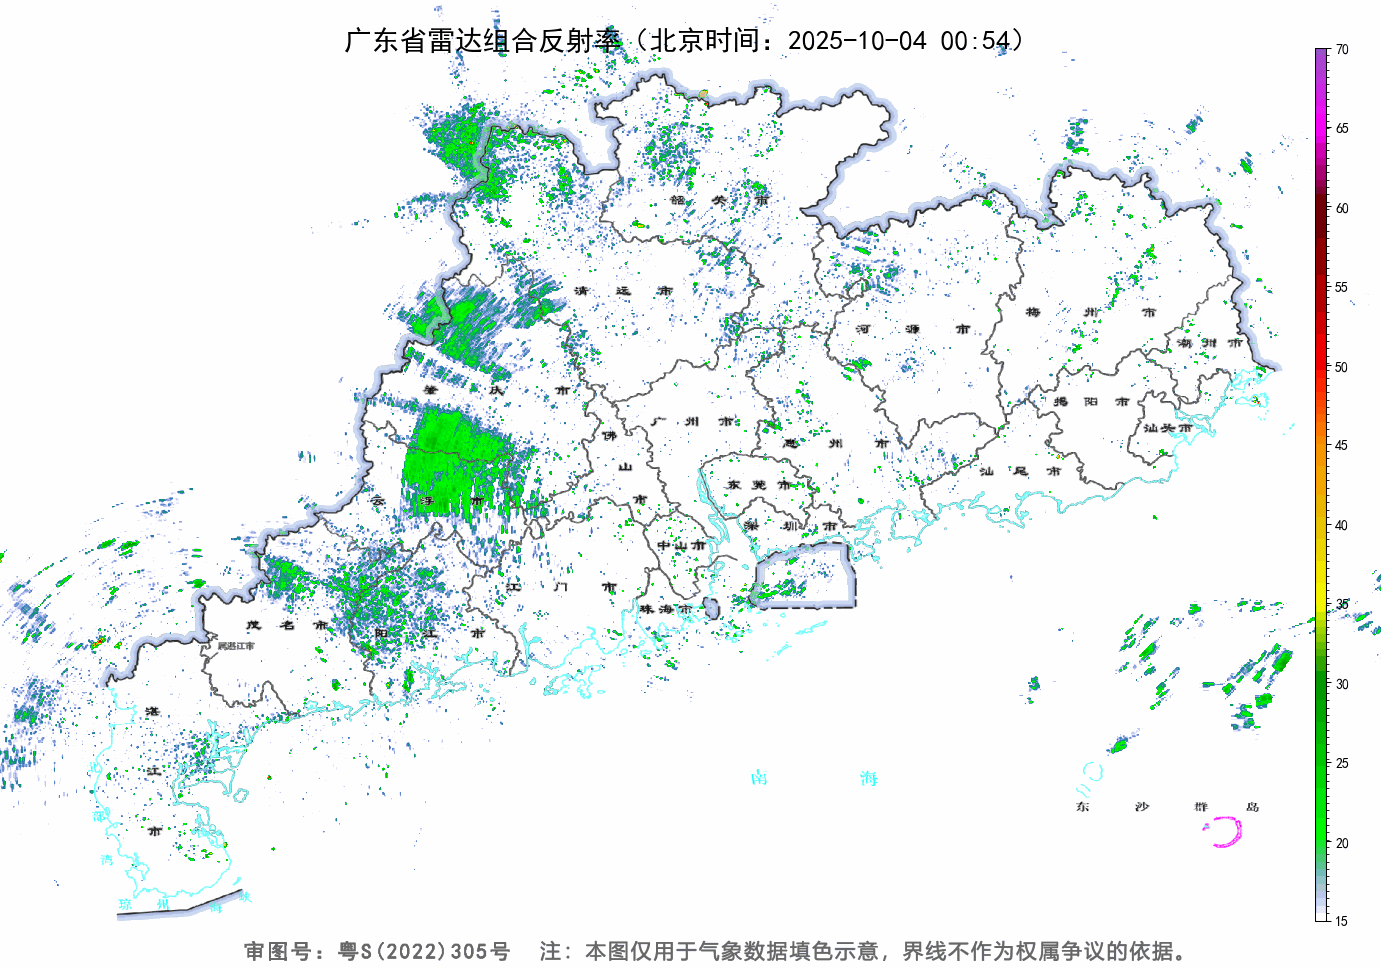 广东省雷达组合反射率（北京时间：2025-10-04 00:54）
70
65
60
55
50
45
40
35
30
25
20
15
韶关市
清远市
河源市
梅州市
潮州市
肇庆市
广州市
惠州市
揭阳市
汕头市
佛山市
东莞市
汕尾市
云浮市
深圳市
中山市
江门市
珠海市
茂名市
阳江市
属湛江市
湛江市
南海
东沙群岛
北部湾
琼州海峡
审图号：粤S(2022)305号 注：本图仅用于气象数据填色示意，界线不作为权属争议的依据。